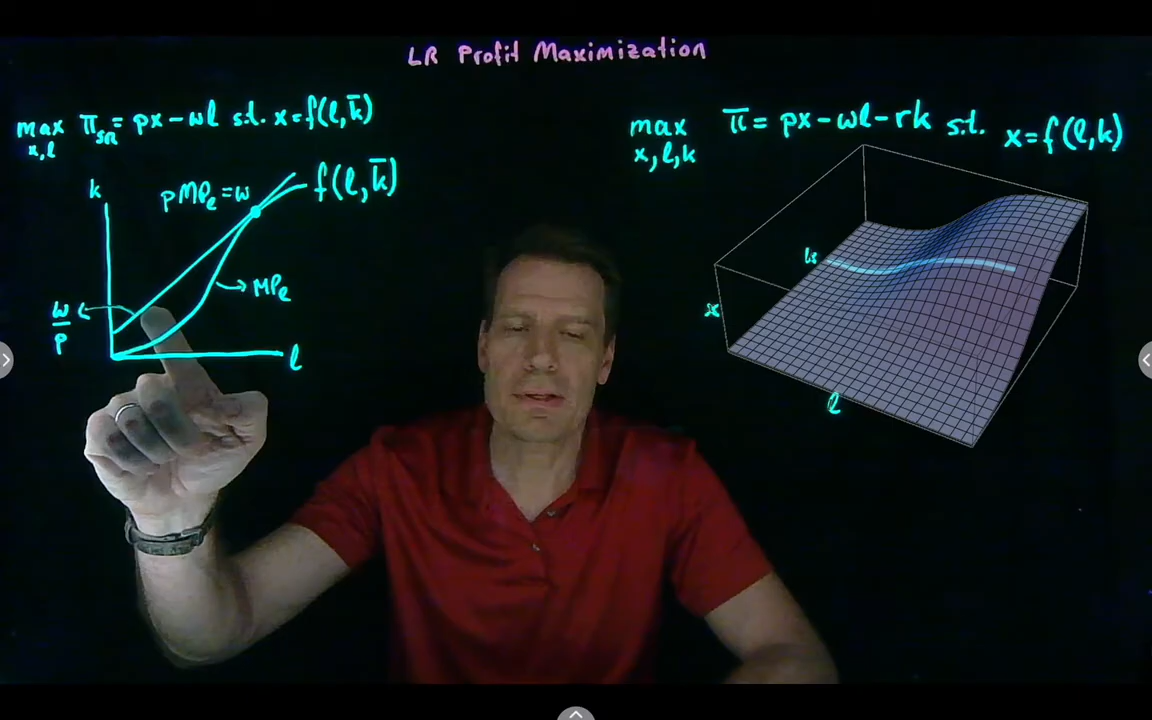 LR Profit Maximization
max π_SR = px - wl s.t. x = f(l, k̄)
x, l
k
pMP_l = w
f(l, k̄)
MP_l
w/p
l
max π = px - wl - rk s.t. x = f(l, k)
x, l, k
k
x
l